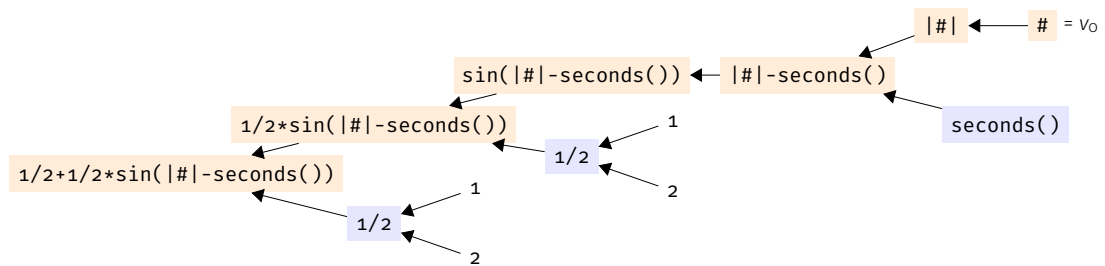 |#|
# = vO
sin(|#|-seconds())
|#|-seconds()
1/2*sin(|#|-seconds())
1
seconds()
1/2
1/2+1/2*sin(|#|-seconds())
1
2
1/2
2